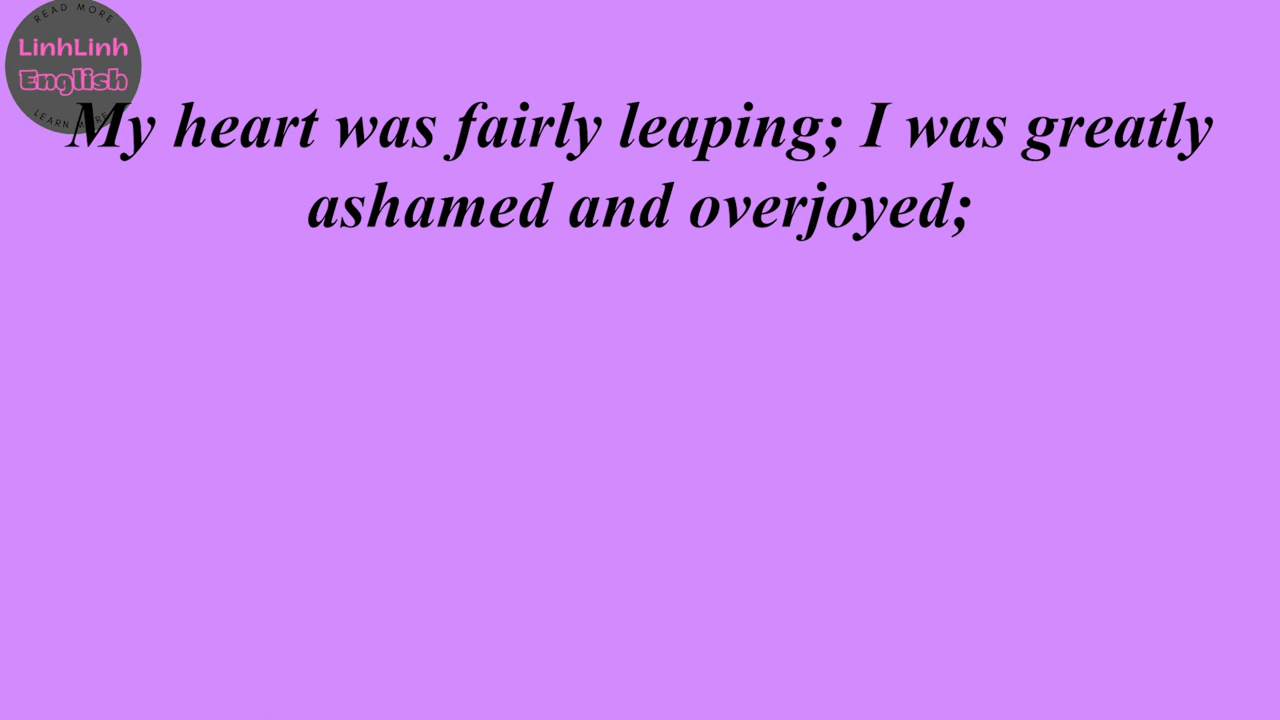 READ MORE
LinhLinh
English
LEARN MORE
My heart was fairly leaping; I was greatly
ashamed and overjoyed;